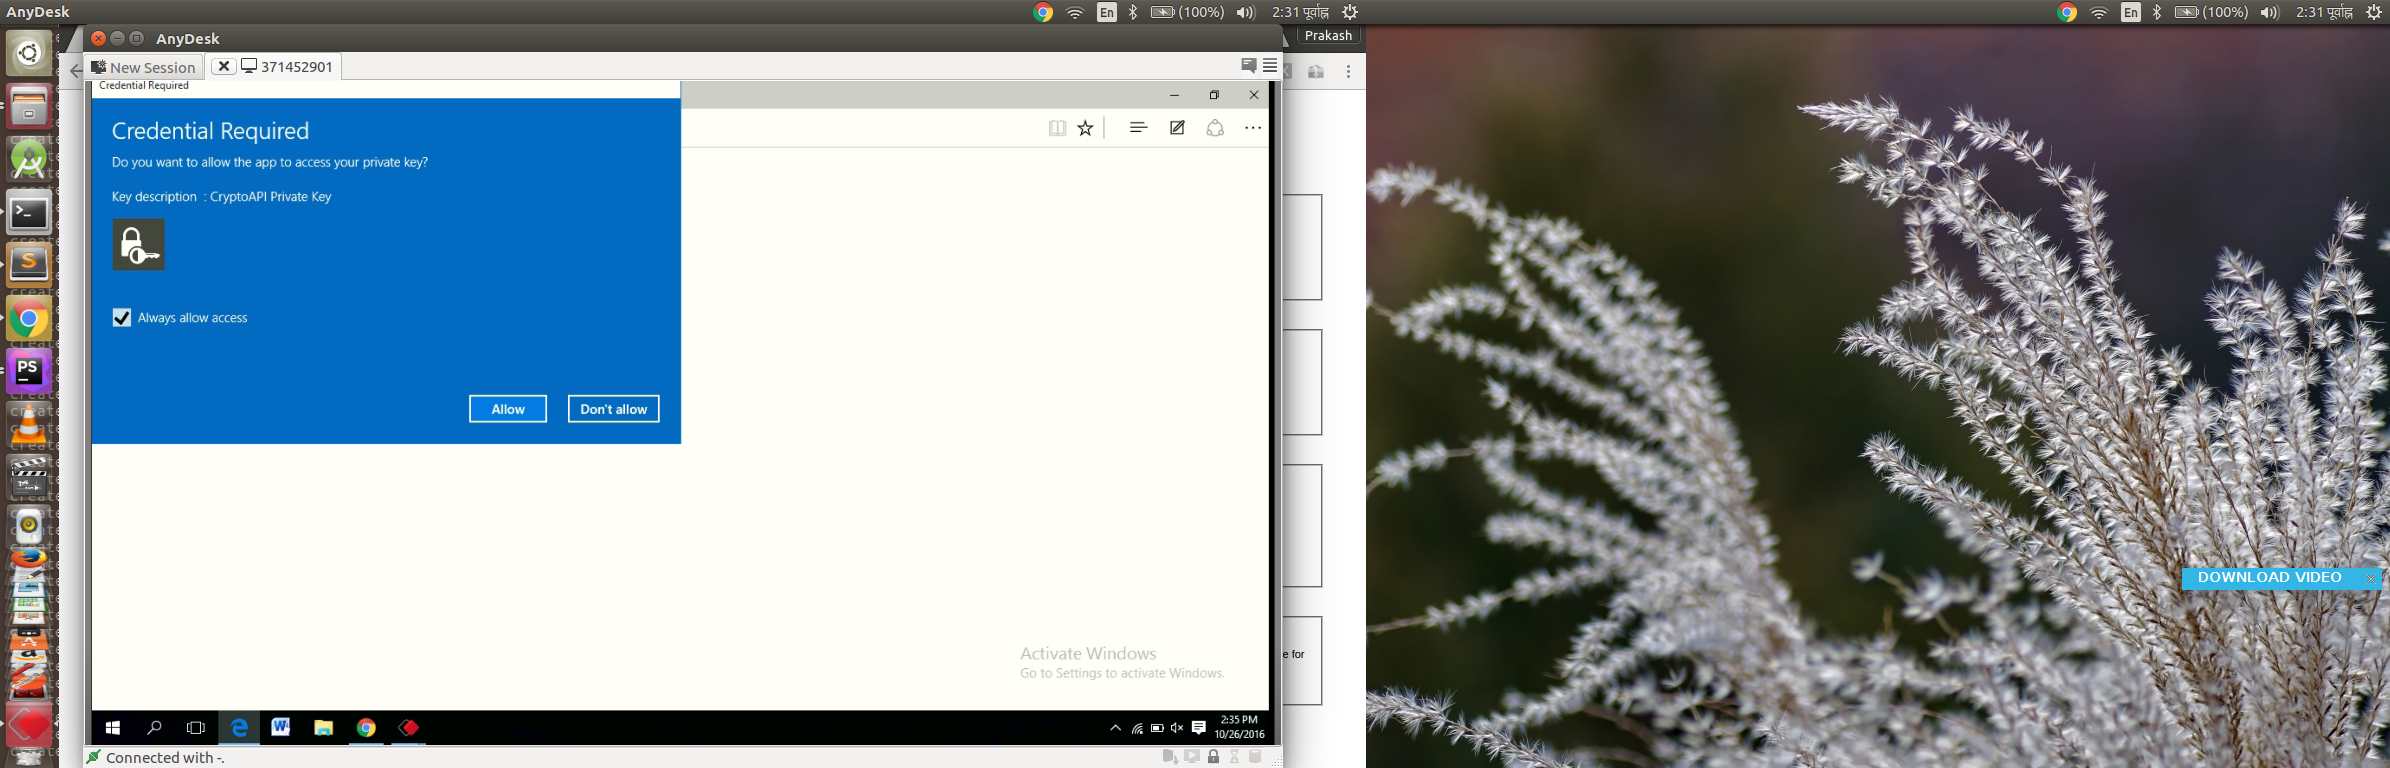 AnyDesk
En
(100%)
2:31 पूर्वाह्न
En
(100%)
2:31 पूर्वाह्न
AnyDesk
Prakash
New Session
371452901
Credential Required
Credential Required
Do you want to allow the app to access your private key?
Key description : CryptoAPI Private Key
Always allow access
Allow
Don't allow
DOWNLOAD VIDEO
e for
Activate Windows
Go to Settings to activate Windows.
2:35 PM
10/26/2016
Connected with -.
PS